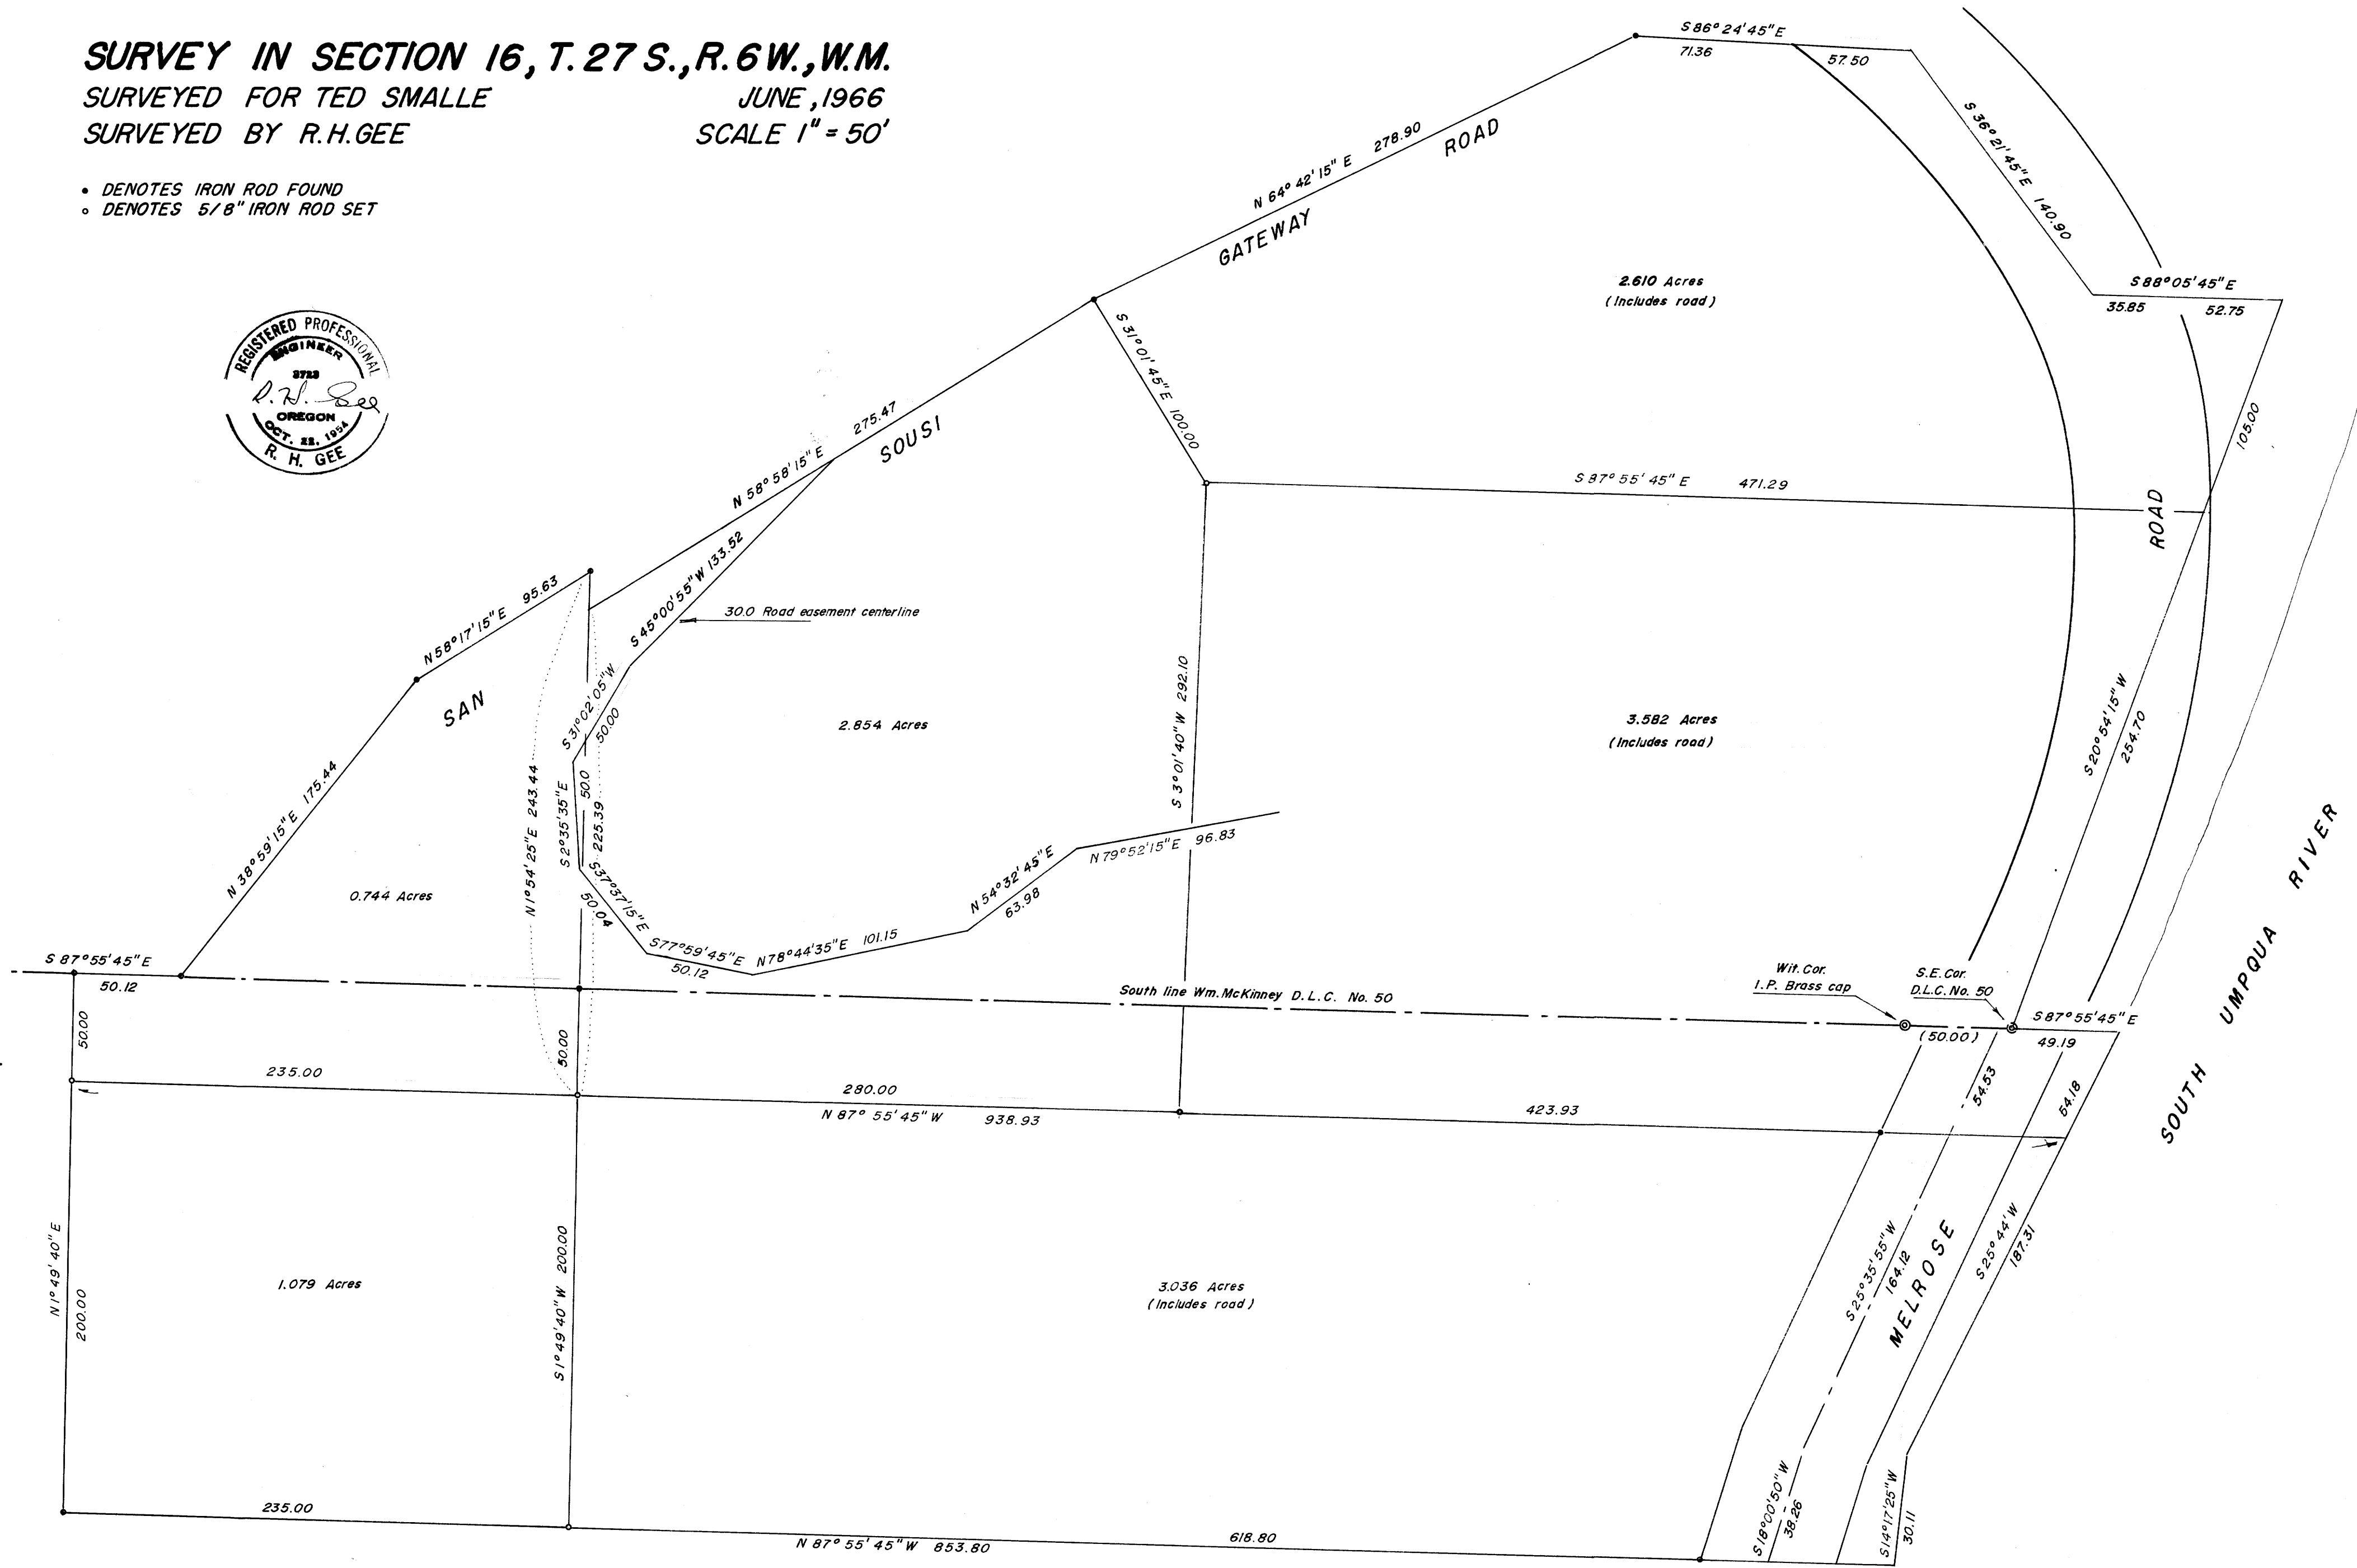 SURVEY IN SECTION 16, T. 27 S., R. 6 W., W.M.
SURVEYED FOR TED SMALLE JUNE, 1966
SURVEYED BY R.H. GEE SCALE 1" = 50'
• DENOTES IRON ROD FOUND
○ DENOTES 5/8" IRON ROD SET
REGISTERED PROFESSIONAL
ENGINEER
3723
R.H. Gee
OREGON
OCT. 22, 1954
R. H. GEE
S 86° 24' 45" E
71.36
57.50
S 36° 21' 45" E 140.90
S 88° 05' 45" E
35.85
52.75
105.00
N 64° 42' 15" E 278.90
GATEWAY ROAD
2.610 Acres
(Includes road)
S 31° 01' 45" E 100.00
N 58° 58' 15" E 275.47
SOUSI
S 87° 55' 45" E 471.29
ROAD
S 45° 00' 55" W 133.52
30.0 Road easement centerline
N 58° 17' 15" E 95.63
SAN
S 31° 02' 05" W
50.00
2.854 Acres
S 3° 01' 40" W 292.10
3.582 Acres
(Includes road)
S 20° 54' 15" W
254.70
N 38° 59' 15" E 175.44
N 1° 54' 25" E 243.44
S 2° 35' 35" E
50.0
225.39
0.744 Acres
S 37° 37' 15" E
50.04
S 77° 59' 45" E
50.12
N 78° 44' 35" E 101.15
N 54° 32' 45" E
63.98
N 79° 52' 15" E 96.83
SOUTH UMPQUA RIVER
S 87° 55' 45" E
50.12
South line Wm. McKinney D.L.C. No. 50
Wit. Cor.
I.P. Brass cap
S.E. Cor.
D.L.C. No. 50
S 87° 55' 45" E
(50.00)
49.19
50.00
50.00
54.53
54.18
235.00
280.00
N 87° 55' 45" W 938.93
423.93
N 1° 49' 40" E
200.00
1.079 Acres
S 1° 49' 40" W 200.00
3.036 Acres
(Includes road)
S 25° 35' 55" W
164.12
MELROSE
S 25° 44' W
187.31
S 18° 00' 50" W
38.26
S 14° 17' 25" W
30.11
235.00
N 87° 55' 45" W 853.80
618.80